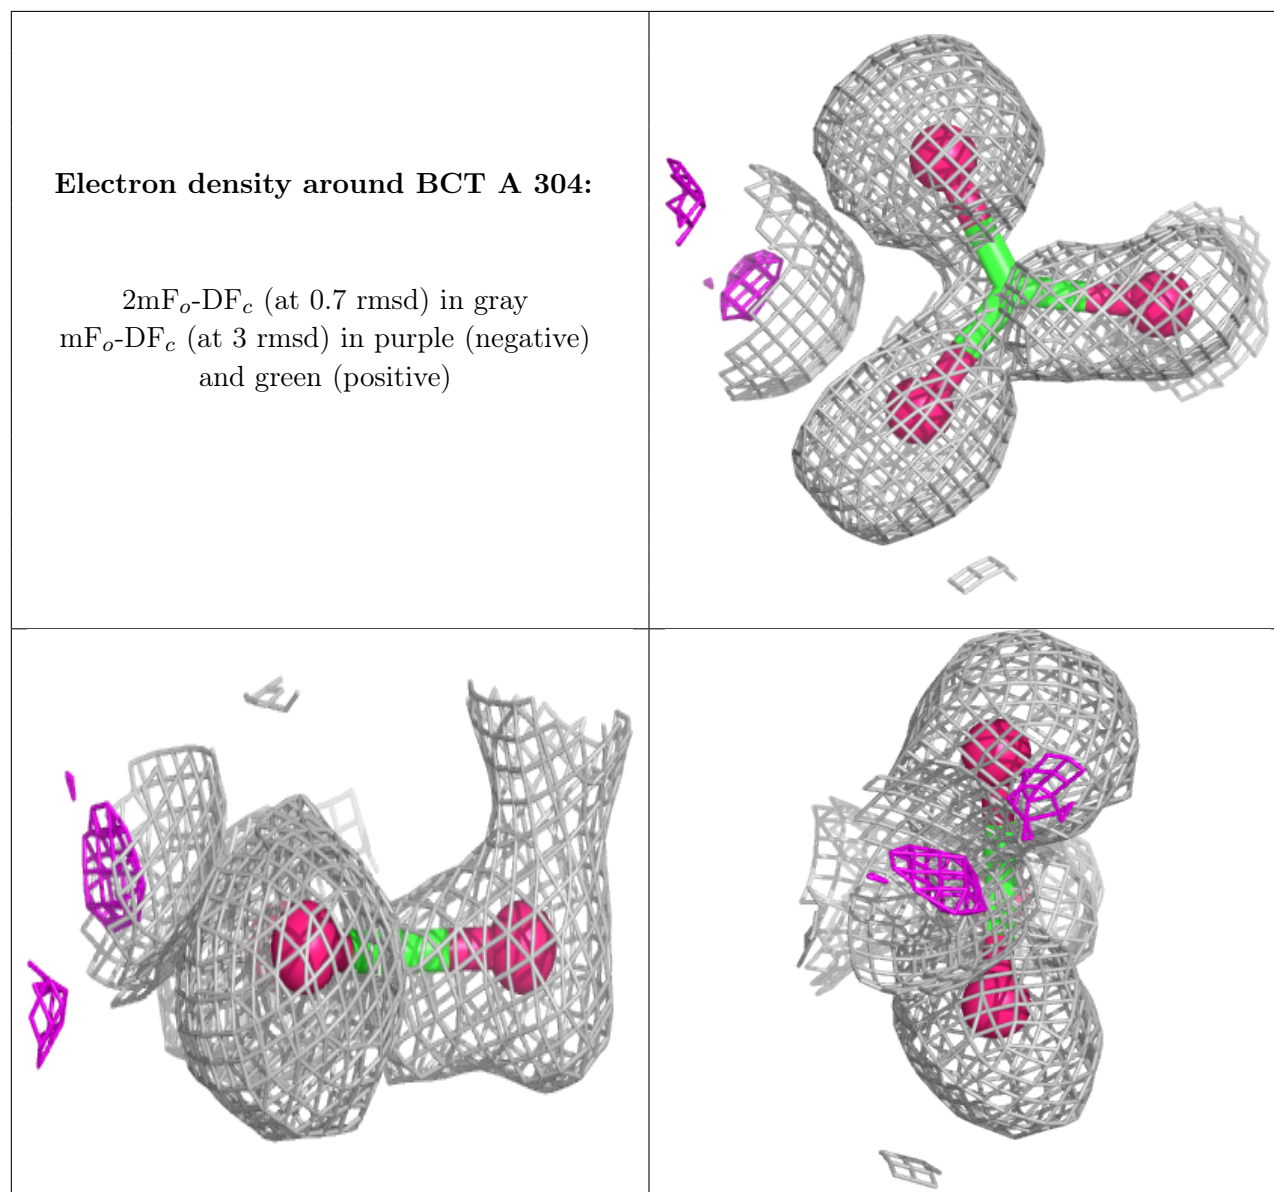 Electron density around BCT A 304:
2mFo-DFc (at 0.7 rmsd) in gray
mFo-DFc (at 3 rmsd) in purple (negative)
and green (positive)